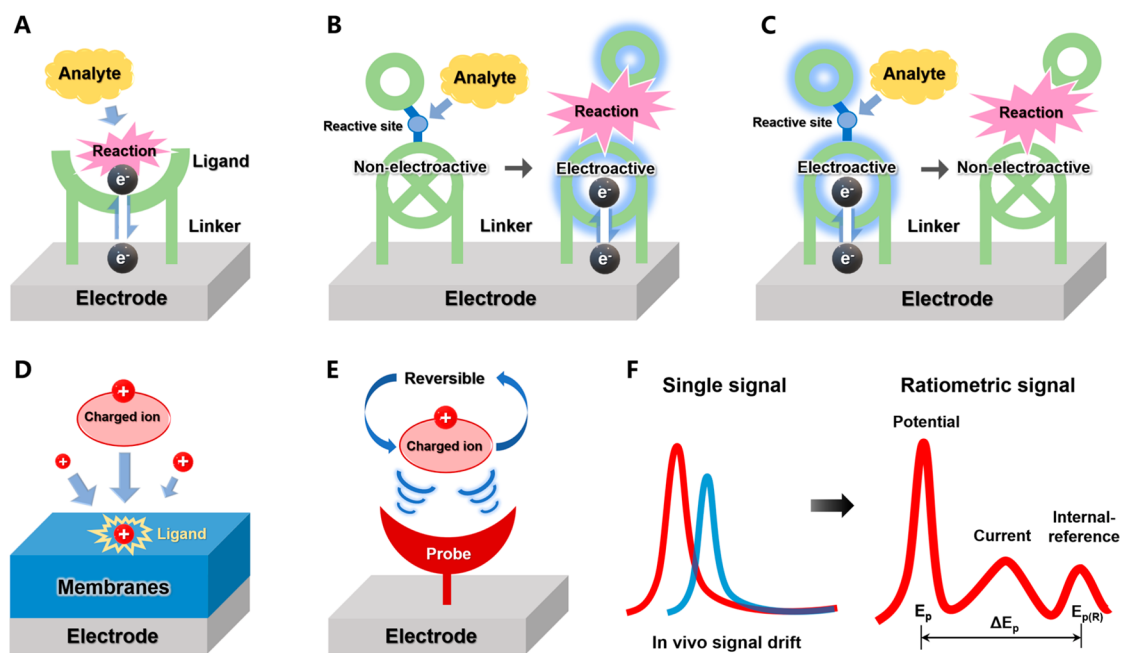 A
Analyte
Reaction
Ligand
e-
Linker
e-
Electrode
B
Analyte
Reactive site
Reaction
Non-electroactive
Electroactive
e-
Linker
e-
Electrode
C
Analyte
Reactive site
Reaction
Electroactive
Non-electroactive
e-
Linker
e-
Electrode
D
+
Charged ion
+
+
+
Ligand
Membranes
Electrode
E
Reversible
+
Charged ion
Probe
Electrode
F
Single signal
In vivo signal drift
Ratiometric signal
Potential
Current
Internal-
reference
Ep
ΔEp
Ep(R)